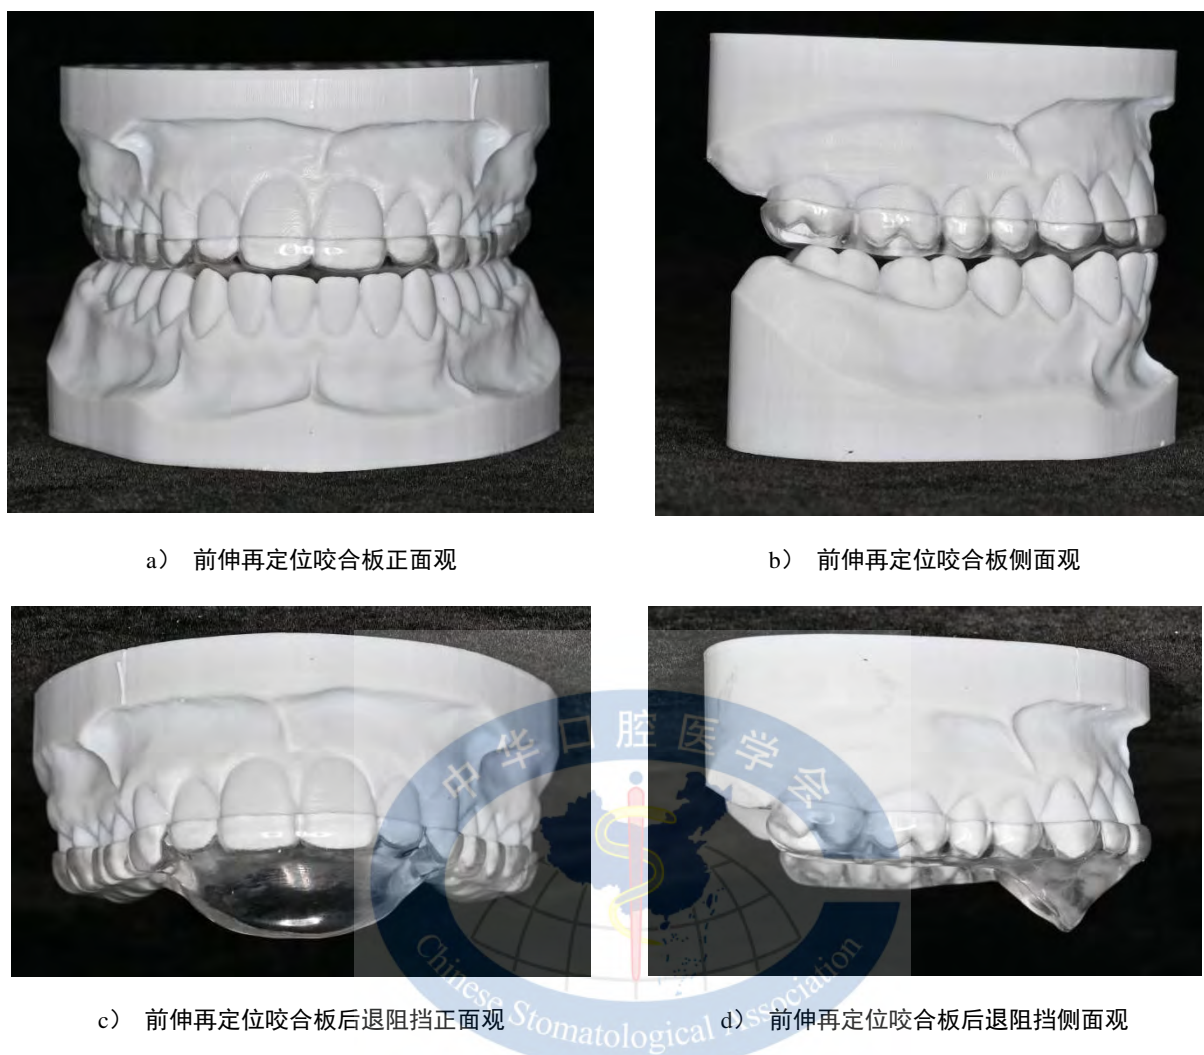 a） 前伸再定位咬合板正面观
b） 前伸再定位咬合板侧面观
中华口腔医学会
Chinese Stomatological Association
c） 前伸再定位咬合板后退阻挡正面观
d） 前伸再定位咬合板后退阻挡侧面观